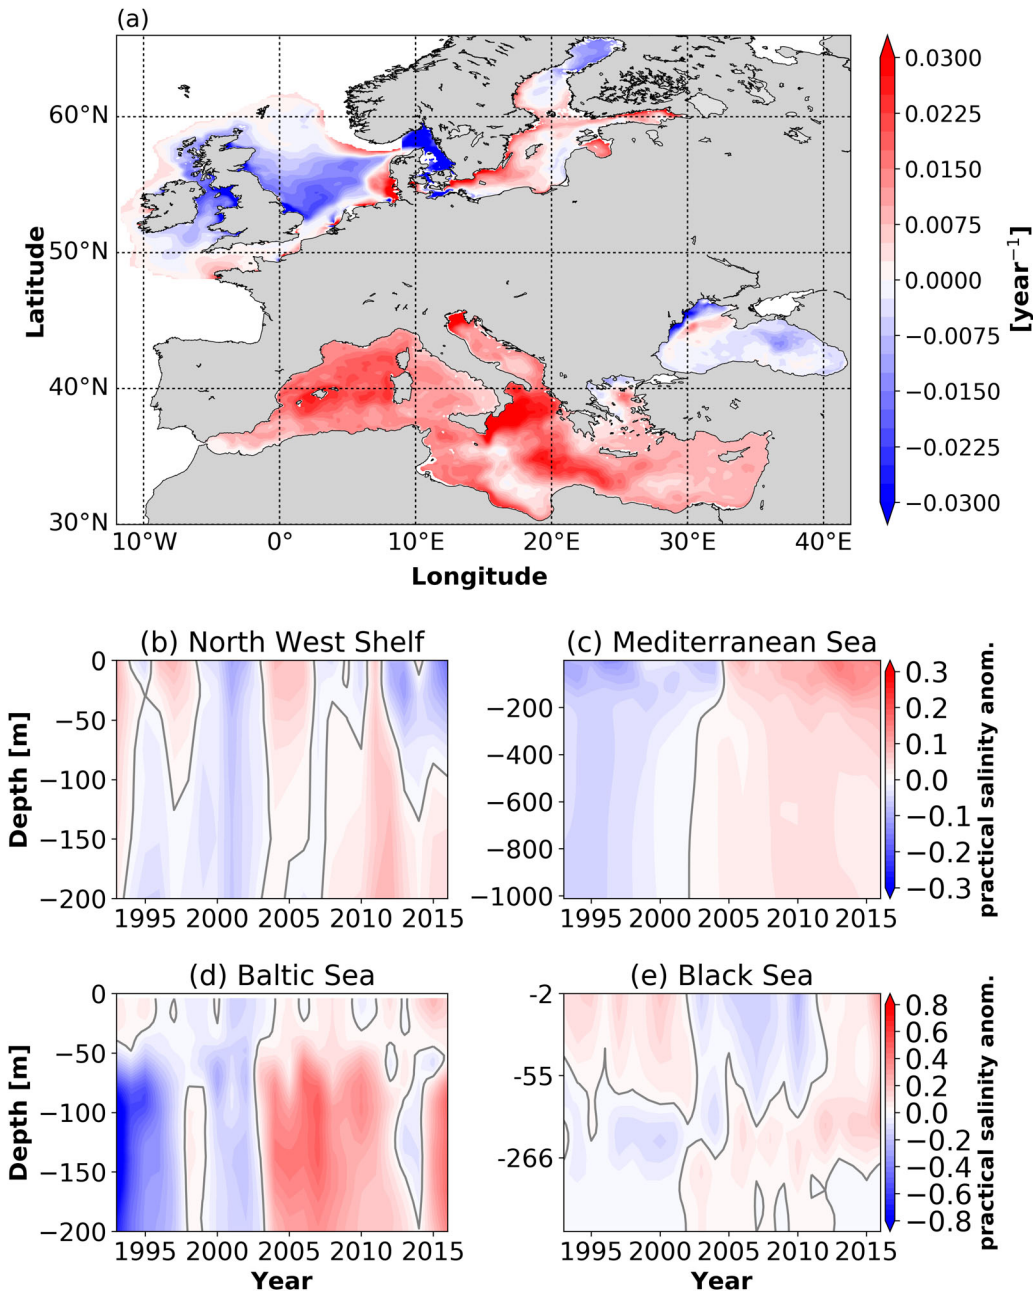 (a)
60°N
50°N
40°N
30°N
Latitude
10°W 0° 10°E 20°E 30°E 40°E
Longitude
0.0300
0.0225
0.0150
0.0075
0.0000
−0.0075
−0.0150
−0.0225
−0.0300
[year⁻¹]
(b) North West Shelf
0
−50
−100
−150
−200
Depth [m]
1995 2000 2005 2010 2015
(c) Mediterranean Sea
−200
−400
−600
−800
−1000
1995 2000 2005 2010 2015
0.3
0.2
0.1
0.0
−0.1
−0.2
−0.3
practical salinity anom.
(d) Baltic Sea
0
−50
−100
−150
−200
Depth [m]
1995 2000 2005 2010 2015
Year
(e) Black Sea
-2
-55
-266
1995 2000 2005 2010 2015
Year
0.8
0.6
0.4
0.2
0.0
−0.2
−0.4
−0.6
−0.8
practical salinity anom.